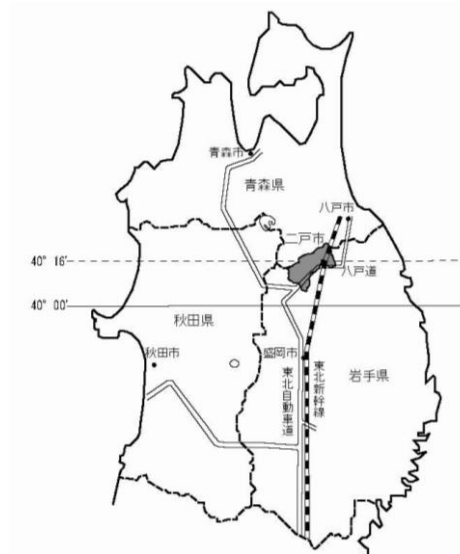 青森市
青森県
八戸市
二戸市
40° 16′
八戸道
40° 00′
秋田県
盛岡市
秋田市
岩手県
東北自動車道
東北新幹線